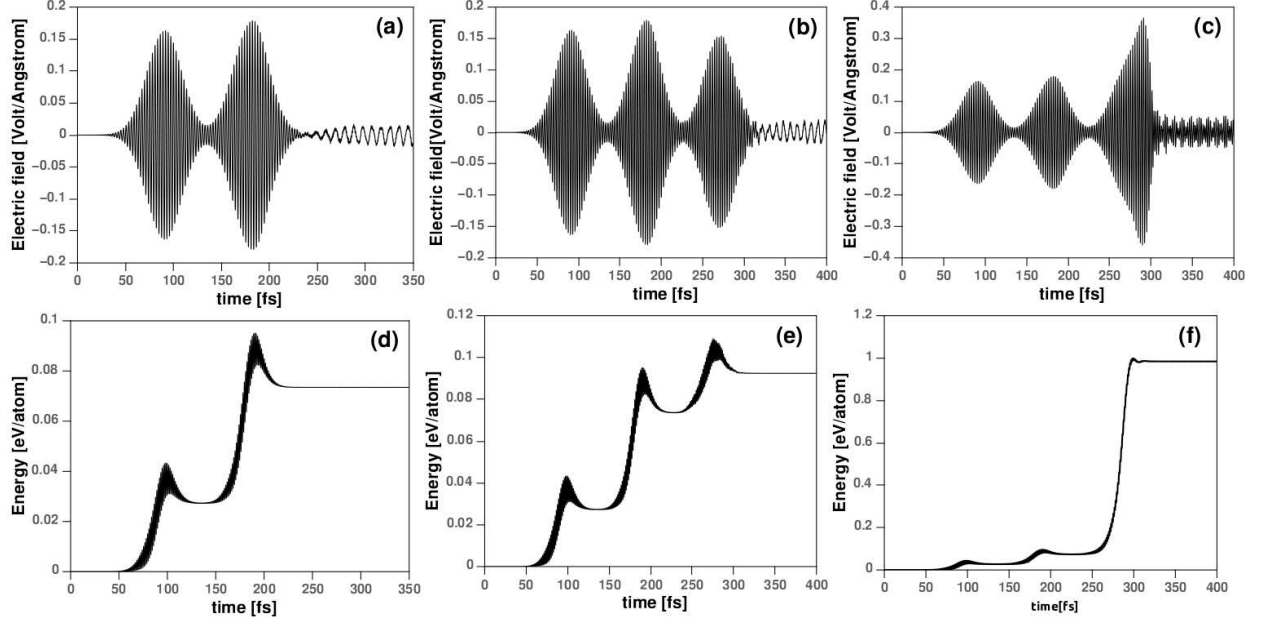 (a)
Electric field [Volt/Angstrom)
0.2
0.15
0.1
0.05
0
−0.05
−0.1
−0.15
−0.2
0 50 100 150 200 250 300 350
time [fs]
(b)
Electric field[Volt/Angstrom)
0.2
0.15
0.1
0.05
0
−0.05
−0.1
−0.15
−0.2
0 50 100 150 200 250 300 350 400
time [fs]
(c)
Electric field [Volt/Angstrom)
0.4
0.3
0.2
0.1
0
−0.1
−0.2
−0.3
−0.4
0 50 100 150 200 250 300 350 400
time [fs]
(d)
Energy [eV/atom)
0.1
0.08
0.06
0.04
0.02
0
0 50 100 150 200 250 300 350
time [fs]
(e)
Energy [eV/atom)
0.12
0.1
0.08
0.06
0.04
0.02
0
0 50 100 150 200 250 300 350 400
time [fs]
(f)
Energy [eV/atom)
1.2
1
0.8
0.6
0.4
0.2
0
0 50 100 150 200 250 300 350 400
time[fs]